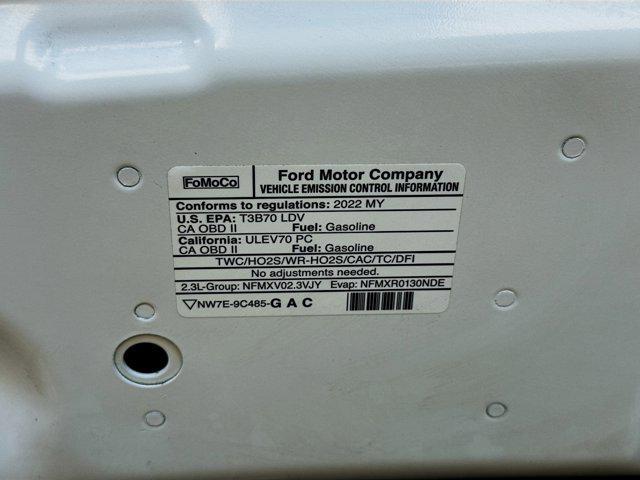 FoMoCo
Ford Motor Company
VEHICLE EMISSION CONTROL INFORMATION
Conforms to regulations: 2022 MY
U.S. EPA: T3B70 LDV
CA OBD II Fuel: Gasoline
California: ULEV70 PC
CA OBD II Fuel: Gasoline
TWC/HO2S/WR-HO2S/CAC/TC/DFI
No adjustments needed.
2.3L-Group: NFMXV02.3VJY Evap: NFMXR0130NDE
▽NW7E-9C485-G A C